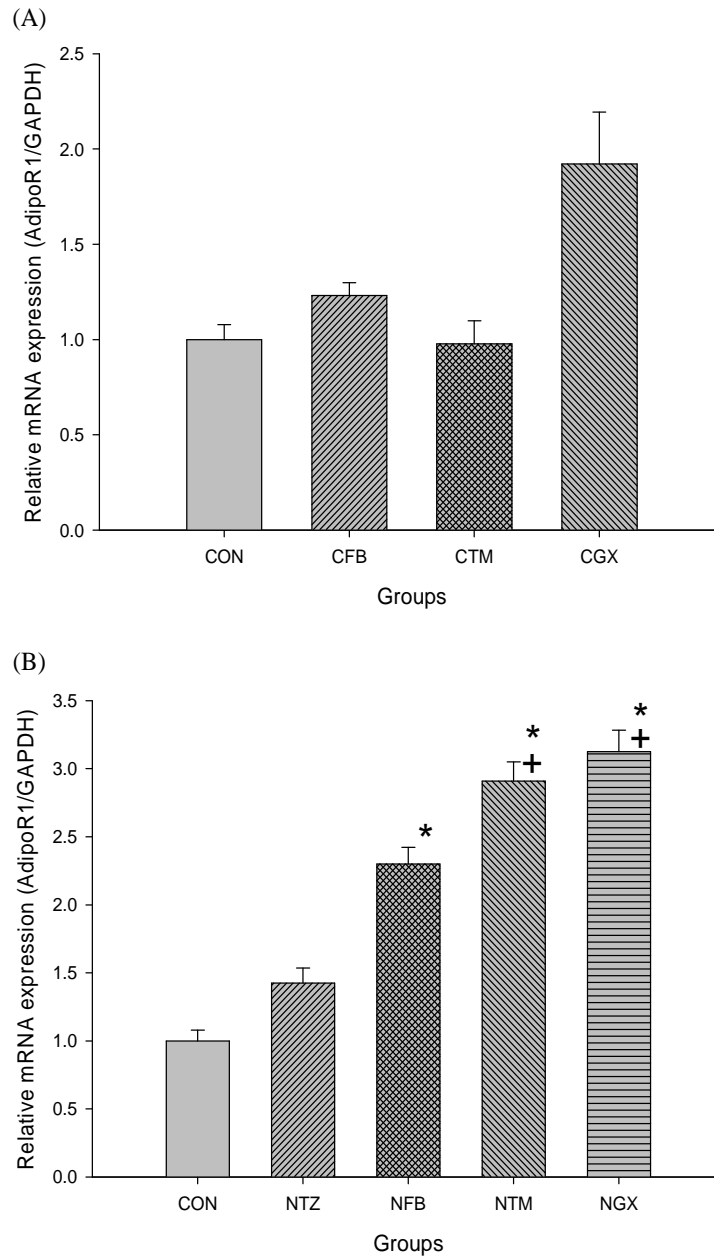 (A)
Relative mRNA expression (AdipoR1/GAPDH)
2.5
2.0
1.5
1.0
0.5
0.0
CON CFB CTM CGX
Groups
(B)
Relative mRNA expression (AdipoR1/GAPDH)
3.5
3.0
2.5
2.0
1.5
1.0
0.5
0.0
*
*
+
*
+
CON NTZ NFB NTM NGX
Groups